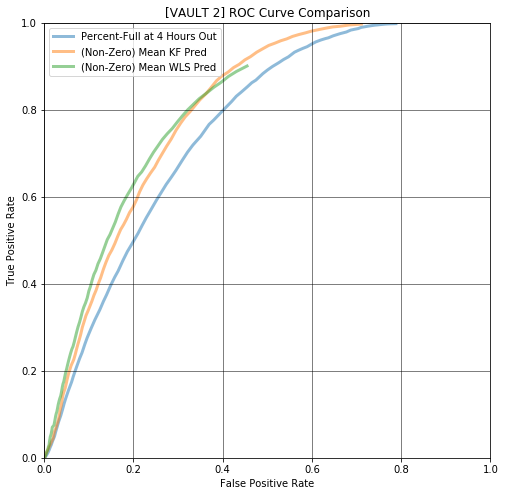 [VAULT 2] ROC Curve Comparison
Percent-Full at 4 Hours Out
(Non-Zero) Mean KF Pred
(Non-Zero) Mean WLS Pred
1.0
0.8
0.6
0.4
0.2
0.0
True Positive Rate
0.0 0.2 0.4 0.6 0.8 1.0
False Positive Rate